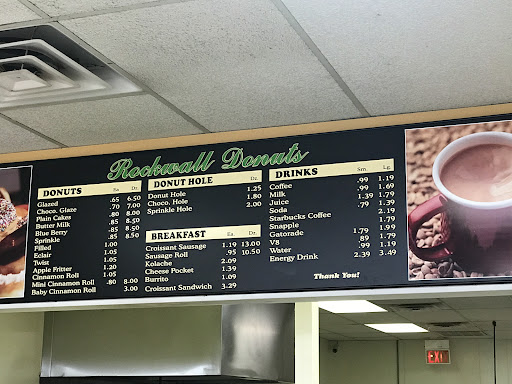 Rockwall Donuts
DONUTS Ea. Dz.
Glazed .65 6.50
Choco. Glaze .70 7.00
Plain Cakes .80 8.00
Butter Milk .85 8.50
Blue Berry .85 8.50
Sprinkle .85 8.50
Filled 1.00
Eclair 1.05
Twist 1.05
Apple Fritter 1.20
Cinnamon Roll 1.05
Mini Cinnamon Roll .80 8.00
Baby Cinnamon Roll 3.00
DONUT HOLE Dz.
Donut Hole 1.25
Choco. Hole 1.80
Sprinkle Hole 2.00
BREAKFAST Ea. Dz.
Croissant Sausage 1.19 13.00
Sausage Roll .95 10.50
Kolache 2.09
Cheese Pocket 1.39
Burrito 1.09
Croissant Sandwich 3.29
DRINKS Sm. Lg.
Coffee .99 1.19
Milk .99 1.69
Juice 1.39 1.79
Soda .79 1.39
Starbucks Coffee 2.19
Snapple 1.79
Gatorade 1.99
V8 1.79 1.79
Water .89 1.79
Energy Drink .99 1.19
2.39 3.49
Thank You!
EXIT